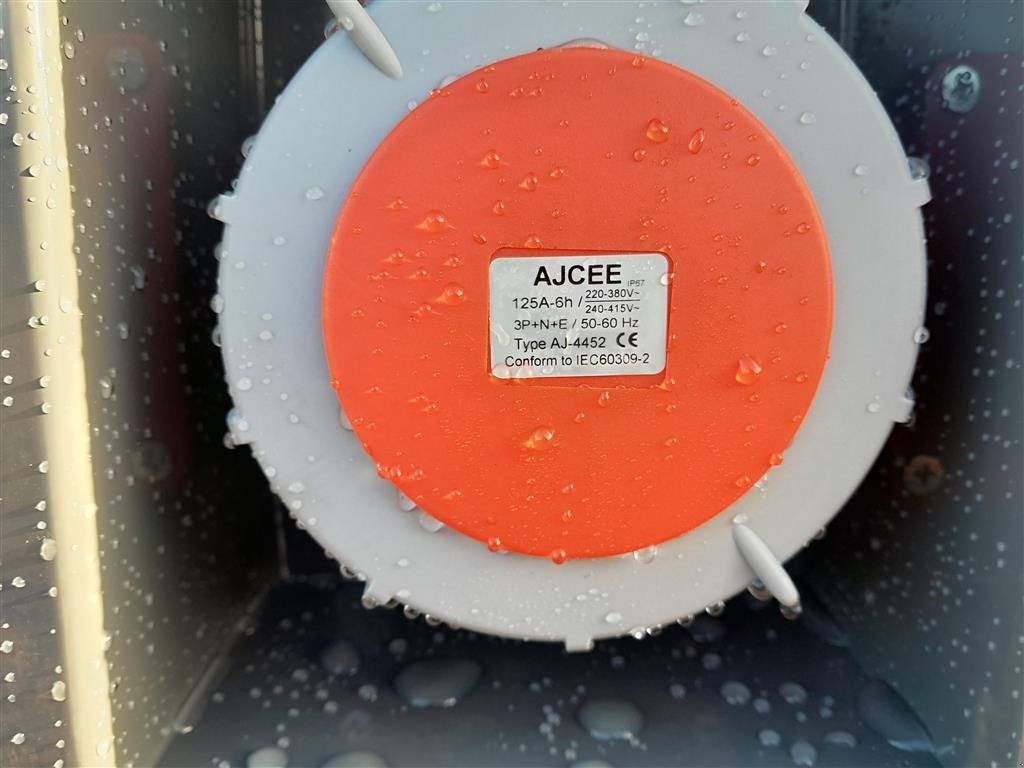 AJCEE IP67
125A-6h / 220-380V~
240-415V~
3P+N+E / 50-60 Hz
Type AJ-4452 CE
Conform to IEC60309-2